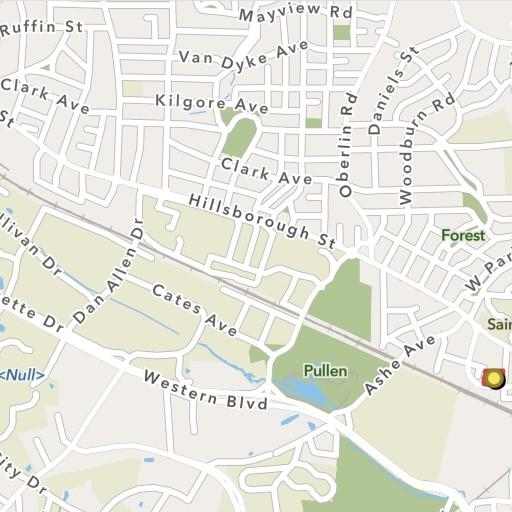 Mayview Rd
Ruffin St
Van Dyke Ave
Daniels St
Clark Ave
Kilgore Ave
Oberlin Rd
Woodburn Rd
St
Clark Ave
Hillsborough St
Forest
Dan Allen Dr
W Par
llivan Dr
Cates Ave
ette Dr
Sain
Ashe Ave
Pullen
<Null>
Western Blvd
ity Dr